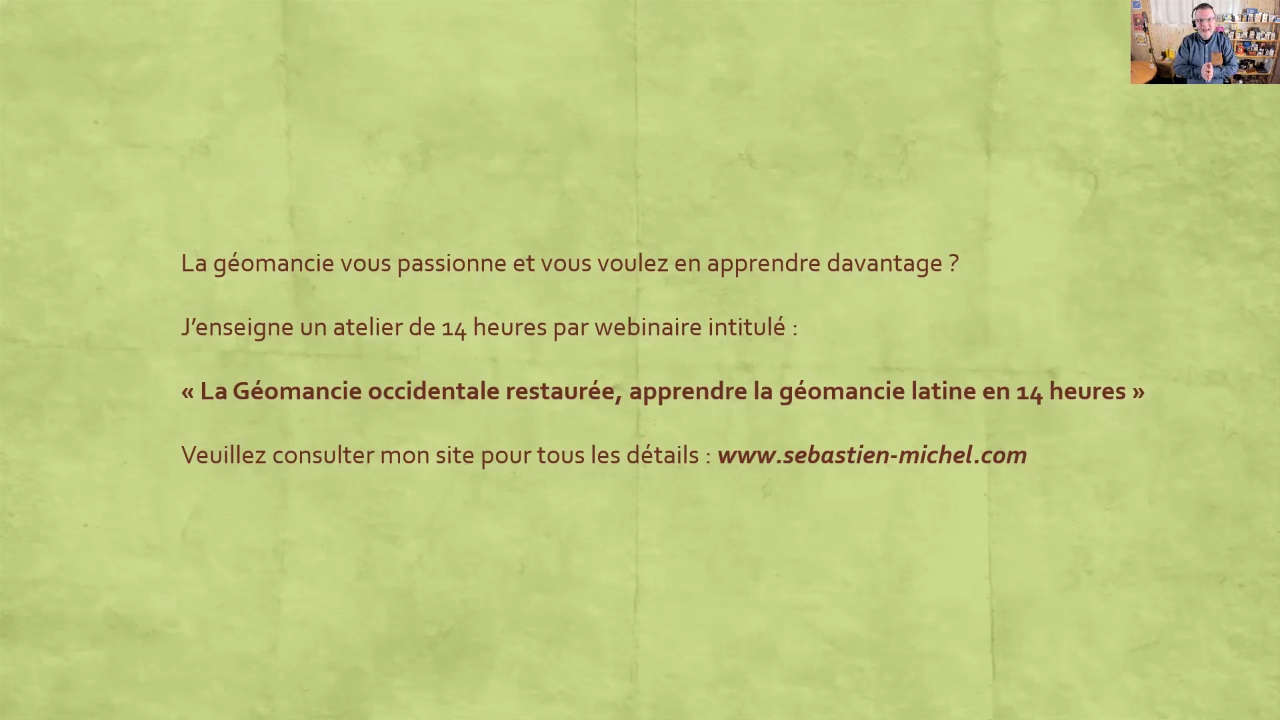 La géomancie vous passionne et vous voulez en apprendre davantage ?
J’enseigne un atelier de 14 heures par webinaire intitulé :
« La Géomancie occidentale restaurée, apprendre la géomancie latine en 14 heures »
Veuillez consulter mon site pour tous les détails : www.sebastien-michel.com